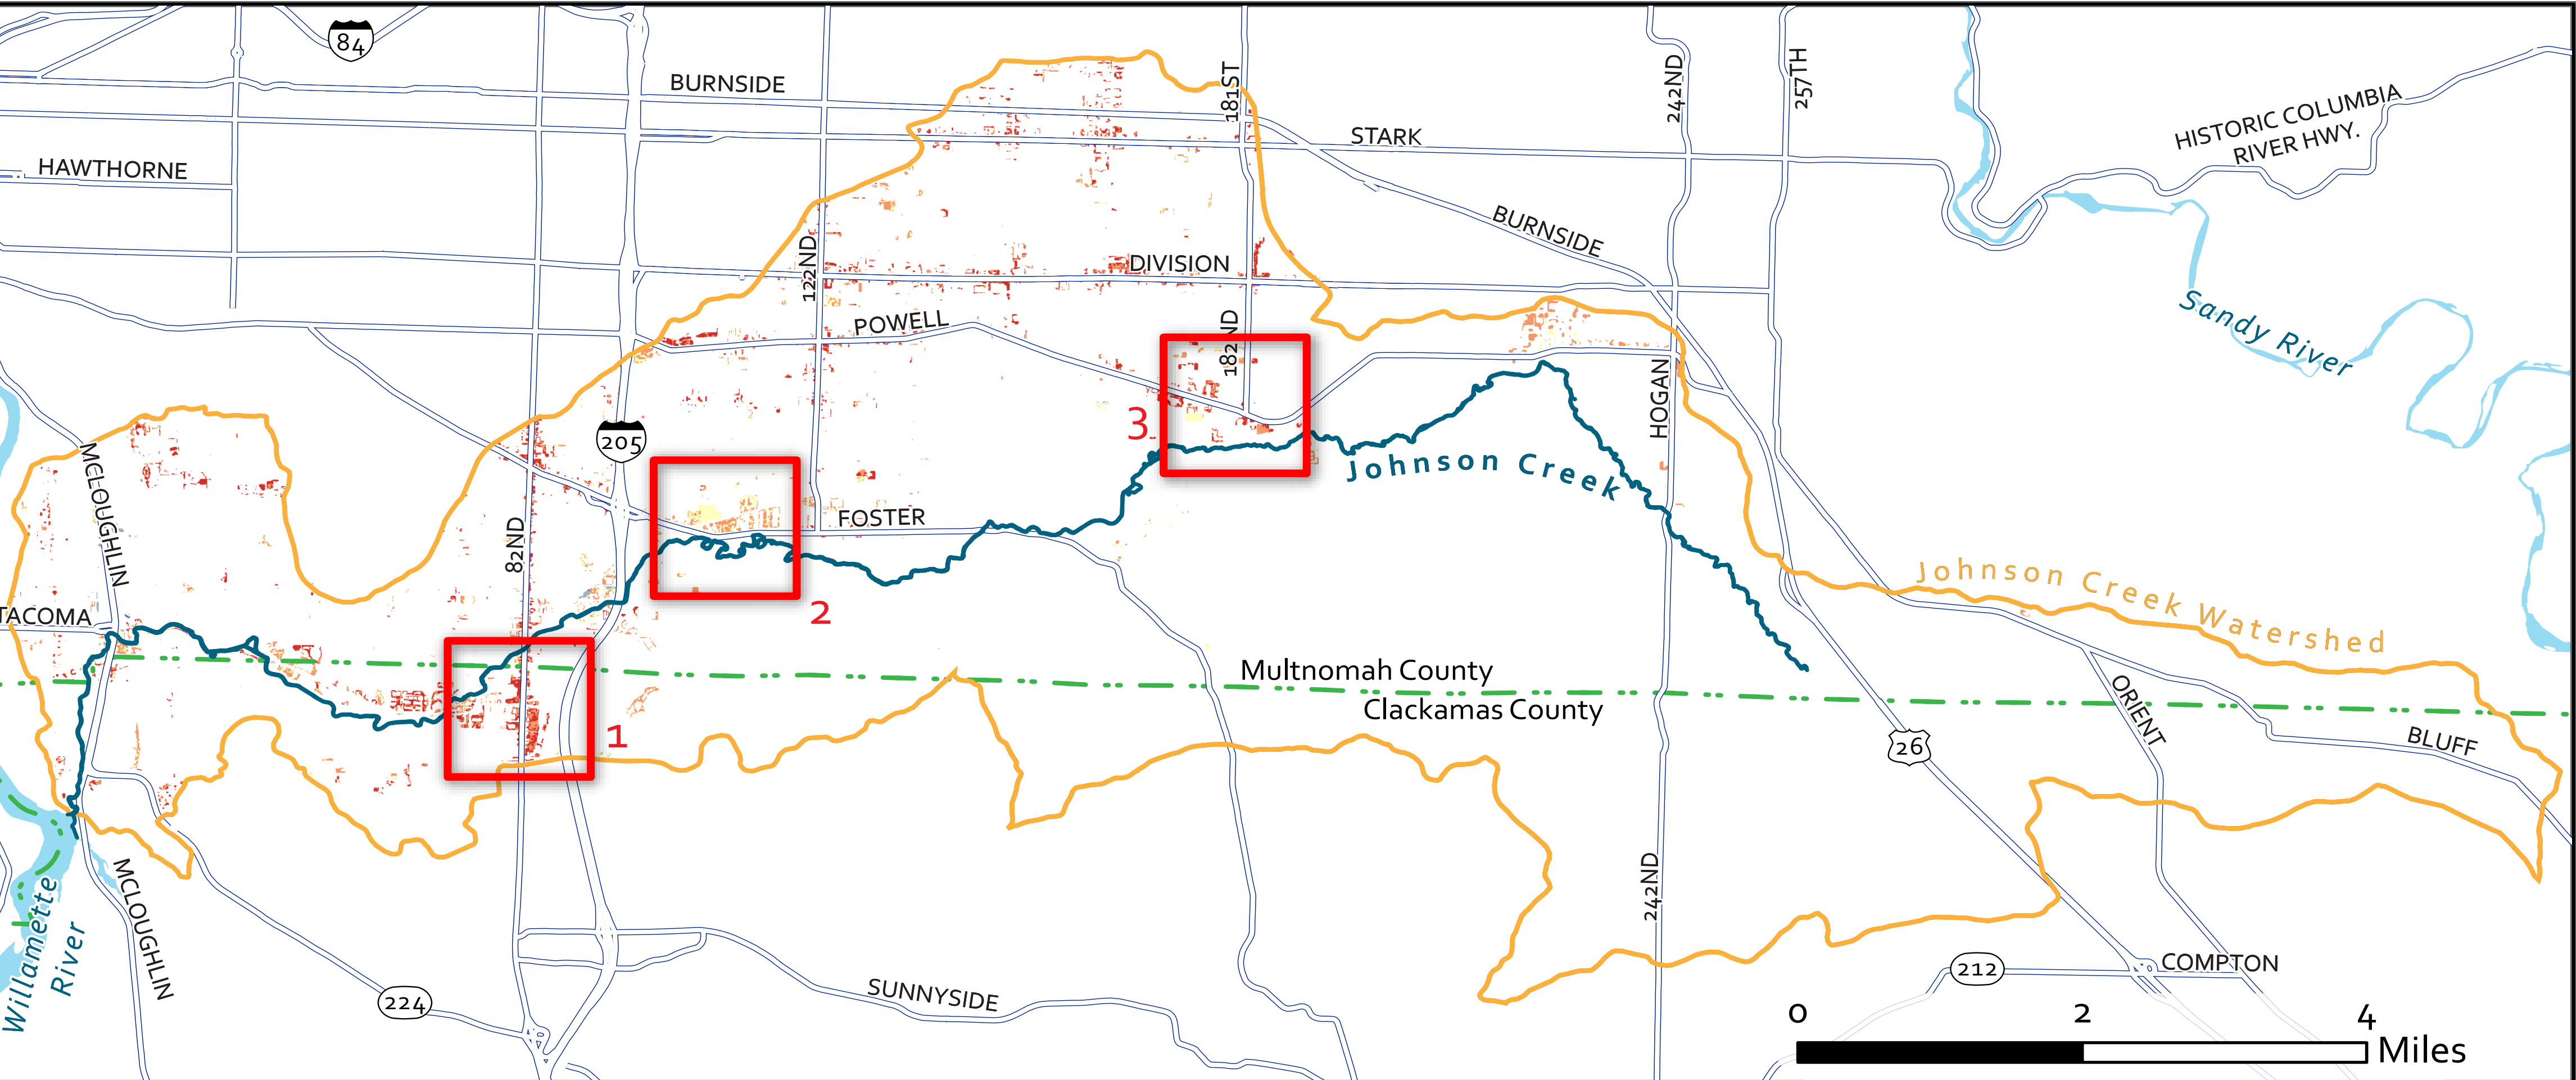 84
BURNSIDE
181ST
242ND
257TH
HISTORIC COLUMBIA
RIVER HWY.
STARK
HAWTHORNE
BURNSIDE
122ND
DIVISION
Sandy River
POWELL
182ND
HOGAN
3
205
MCLOUGHLIN
Johnson Creek
82ND
FOSTER
2
Johnson Creek Watershed
TACOMA
Multnomah County
Clackamas County
1
ORIENT
26
BLUFF
MCLOUGHLIN
Willamette
River
242ND
224
SUNNYSIDE
212
COMPTON
0 2 4
Miles